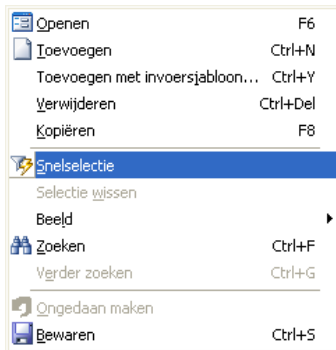 Openen F6
Toevoegen Ctrl+N
Toevoegen met invoersjabloon... Ctrl+Y
Verwijderen Ctrl+Del
Kopiëren F8
Snelselectie
Selectie wissen
Beeld
Zoeken Ctrl+F
Verder zoeken Ctrl+G
Ongedaan maken
Bewaren Ctrl+S